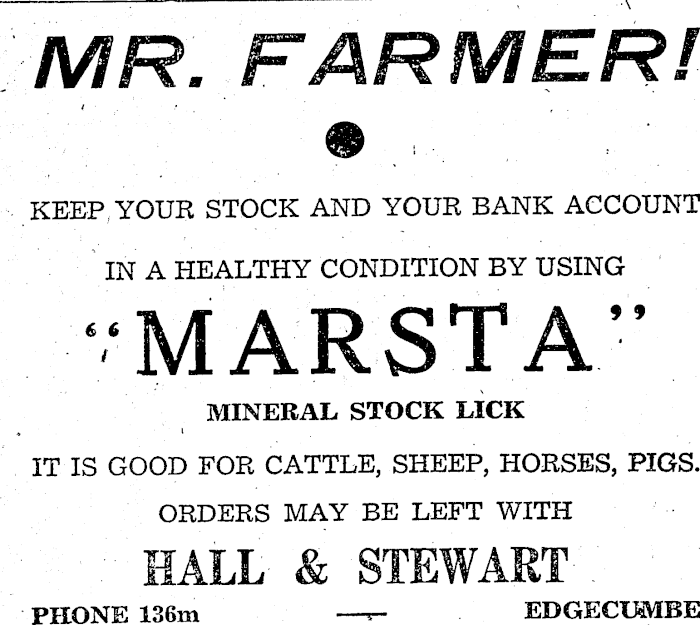 MR. FARMER!
KEEP YOUR STOCK AND YOUR BANK ACCOUNT
IN A HEALTHY CONDITION BY USING
"MARSTA"
MINERAL STOCK LICK
IT IS GOOD FOR CATTLE, SHEEP, HORSES, PIGS.
ORDERS MAY BE LEFT WITH
HALL & STEWART
PHONE 136m — EDGECUMBE